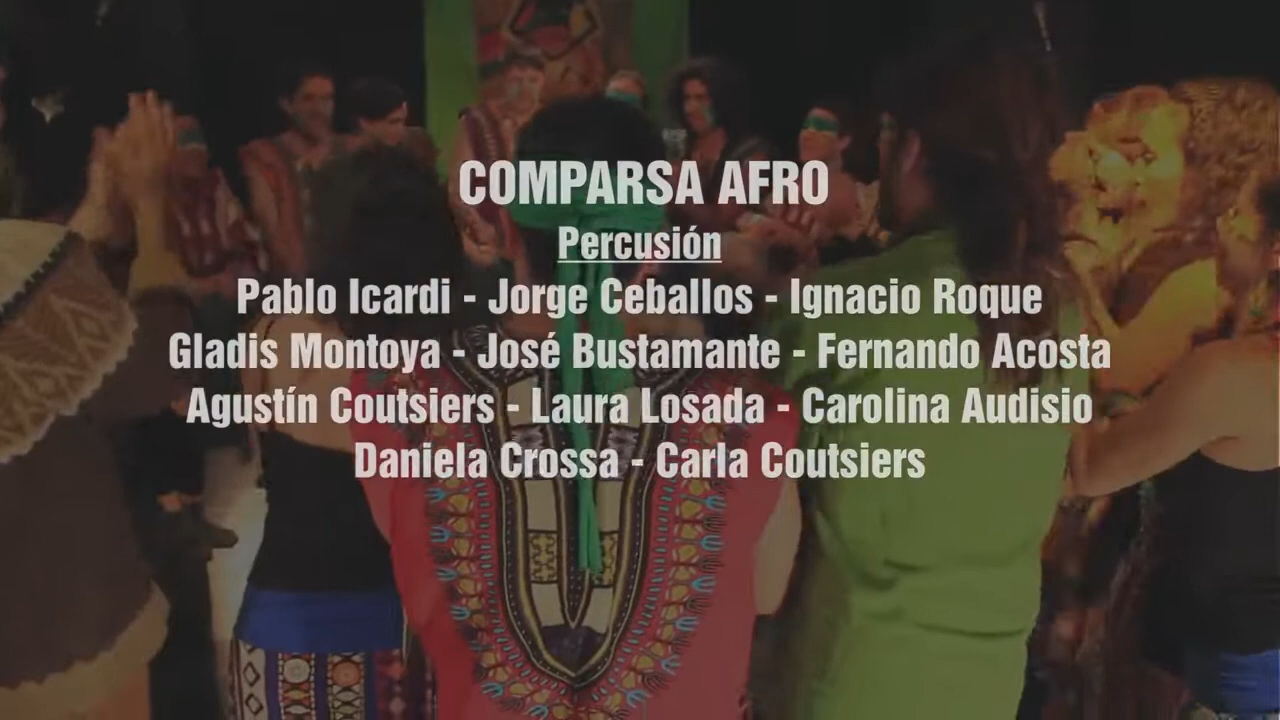 COMPARSA AFRO
Percusión
Pablo Icardi - Jorge Ceballos - Ignacio Roque
Gladis Montoya - José Bustamante - Fernando Acosta
Agustín Coutsiers - Laura Losada - Carolina Audisio
Daniela Crossa - Carla Coutsiers